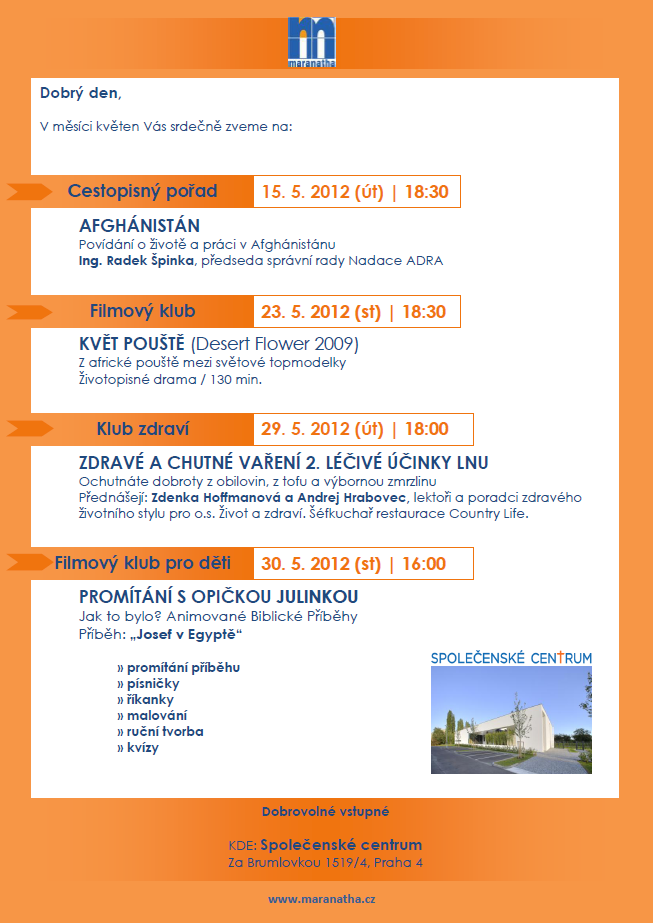 maranatha
Dobrý den,
V měsíci květen Vás srdečně zveme na:
Cestopisný pořad 15. 5. 2012 (út) | 18:30
AFGHÁNISTÁN
Povídání o životě a práci v Afghánistánu
Ing. Radek Špinka, předseda správní rady Nadace ADRA
Filmový klub 23. 5. 2012 (st) | 18:30
KVĚT POUŠTĚ (Desert Flower 2009)
Z africké pouště mezi světové topmodelky
Životopisné drama / 130 min.
Klub zdraví 29. 5. 2012 (út) | 18:00
ZDRAVÉ A CHUTNÉ VAŘENÍ 2. LÉČIVÉ ÚČINKY LNU
Ochutnáte dobroty z obilovin, z tofu a výbornou zmrzlinu
Přednášejí: Zdenka Hoffmanová a Andrej Hrabovec, lektoři a poradci zdravého
životního stylu pro o.s. Život a zdraví. Šéfkuchař restaurace Country Life.
Filmový klub pro děti 30. 5. 2012 (st) | 16:00
PROMÍTÁNÍ S OPIČKOU JULINKOU
Jak to bylo? Animované Biblické Příběhy
Příběh: „Josef v Egyptě“
» promítání příběhu
» písničky
» říkanky
» malování
» ruční tvorba
» kvízy
SPOLEČENSKÉ CENTRUM
Dobrovolné vstupné
KDE: Společenské centrum
Za Brumlovkou 1519/4, Praha 4
www.maranatha.cz